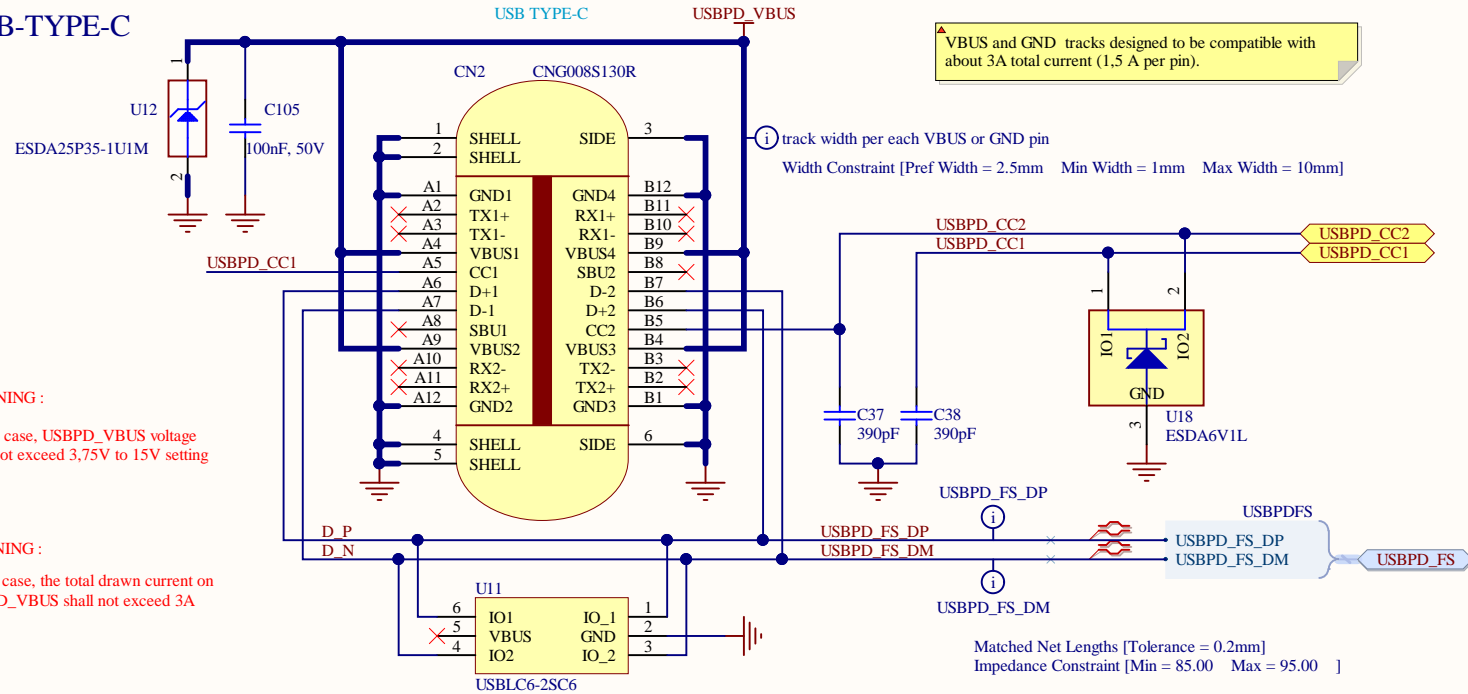 B-TYPE-C
USB TYPE-C
USBPD_VBUS
VBUS and GND tracks designed to be compatible with
about 3A total current (1,5 A per pin).
CN2
CNG008S130R
1
U12
C105
ESDA25P35-1U1M
100nF, 50V
2
1
SHELL
SIDE
3
2
SHELL
i
track width per each VBUS or GND pin
Width Constraint [Pref Width = 2.5mm Min Width = 1mm Max Width = 10mm]
A1
GND1
GND4
B12
A2
TX1+
RX1+
B11
A3
TX1-
RX1-
B10
A4
VBUS1
VBUS4
B9
USBPD_CC1
A5
CC1
SBU2
B8
A6
D+1
D-2
B7
A7
D-1
D+2
B6
A8
SBU1
CC2
B5
A9
VBUS2
VBUS3
B4
A10
RX2-
TX2-
B3
A11
RX2+
TX2+
B2
A12
GND2
GND3
B1
4
SHELL
SIDE
6
5
SHELL
USBPD_CC2
USBPD_CC2
USBPD_CC1
USBPD_CC1
1
2
IO1
IO2
GND
3
U18
ESDA6V1L
C37
390pF
C38
390pF
NING :
case, USBPD_VBUS voltage
ot exceed 3,75V to 15V setting
NING :
case, the total drawn current on
D_VBUS shall not exceed 3A
D_P
D_N
USBPD_FS_DP
USBPD_FS_DM
USBPD_FS_DP
i
i
USBPD_FS_DM
USBPDFS
USBPD_FS_DP
USBPD_FS_DM
USBPD_FS
U11
6
IO1
IO_1
1
5
VBUS
GND
2
4
IO2
IO_2
3
USBLC6-2SC6
Matched Net Lengths [Tolerance = 0.2mm]
Impedance Constraint [Min = 85.00 Max = 95.00 ]